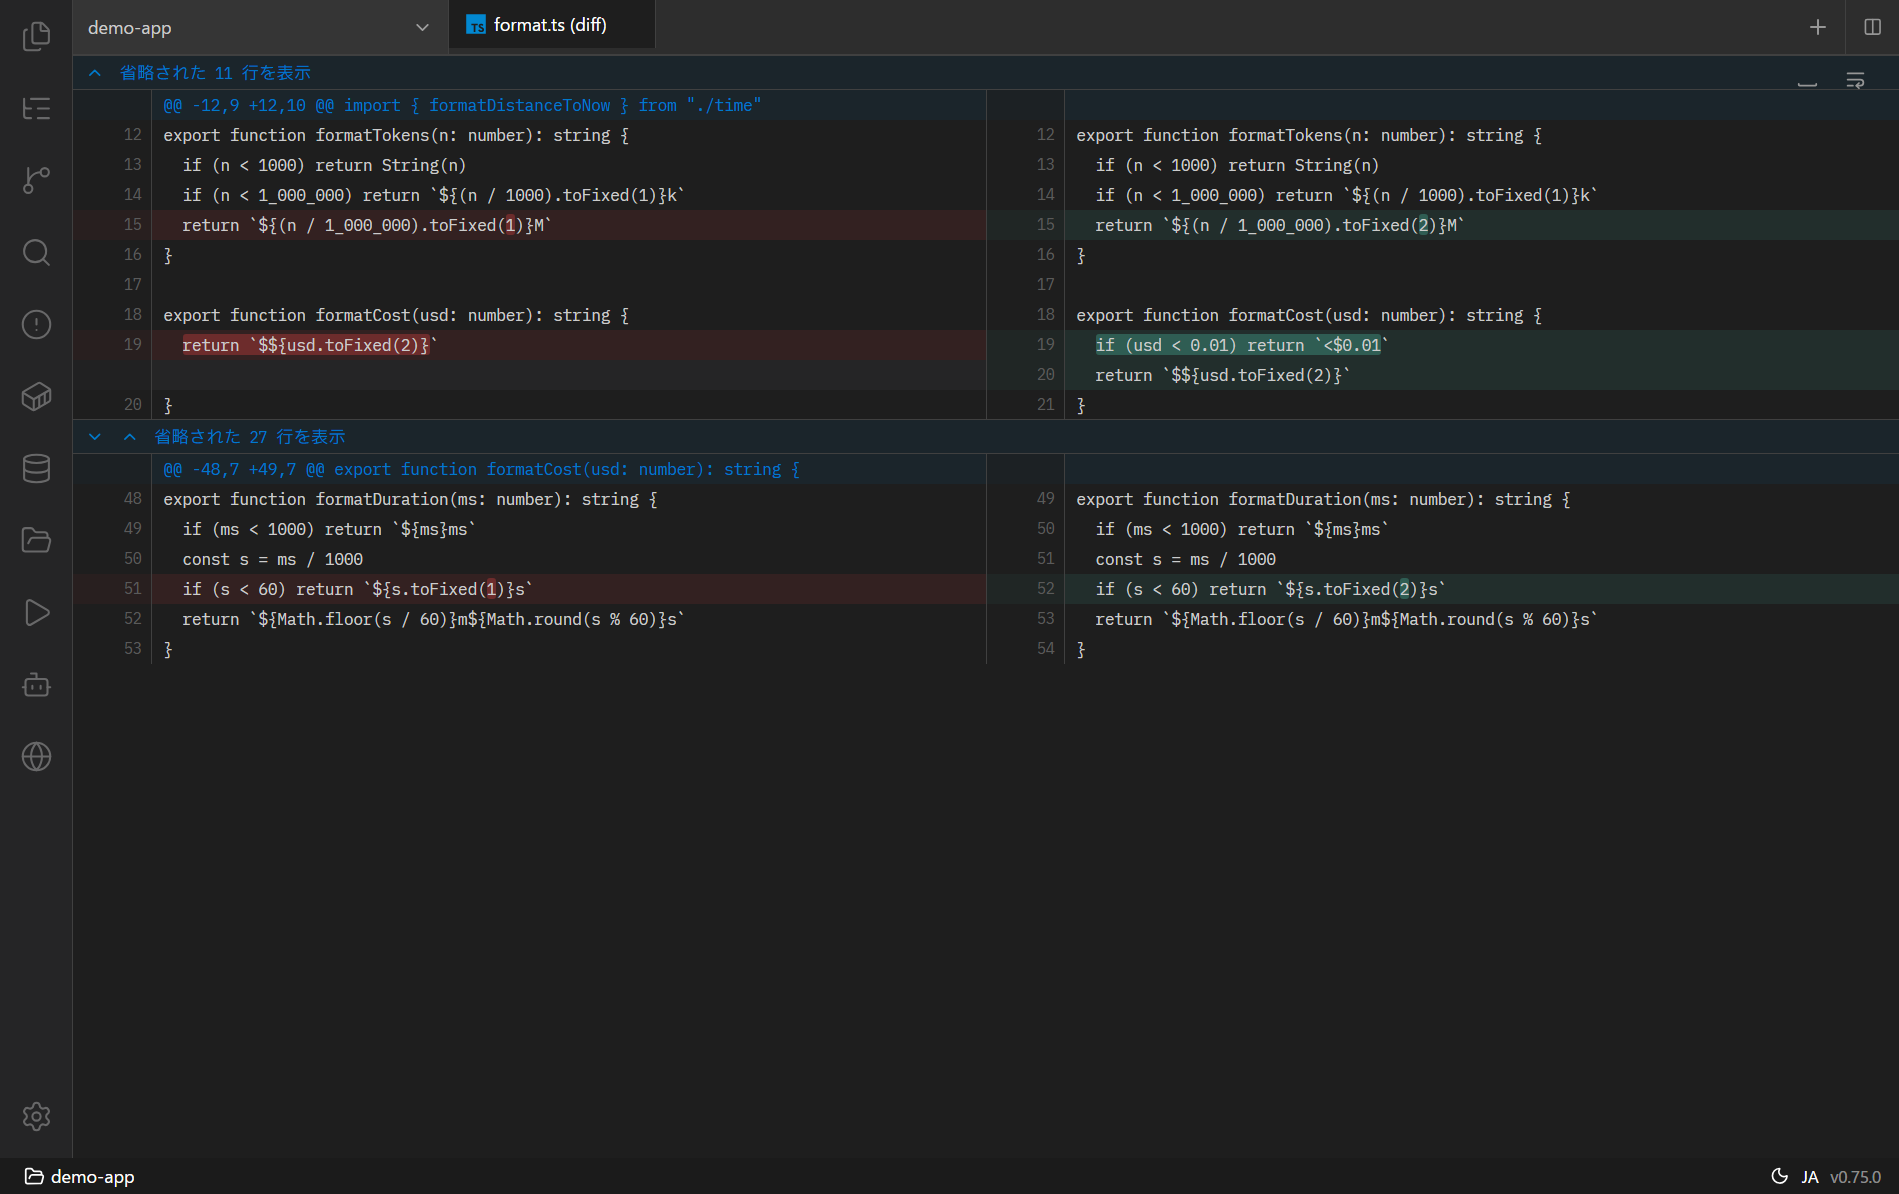 demo-app
format.ts (diff)
省略された 11 行を表示
@@ -12,9 +12,10 @@ import { formatDistanceToNow } from "./time"
12 export function formatTokens(n: number): string {
13 if (n < 1000) return String(n)
14 if (n < 1_000_000) return `${(n / 1000).toFixed(1)}k`
15 return `${(n / 1_000_000).toFixed(1)}M`
16 }
17
18 export function formatCost(usd: number): string {
19 return `$${usd.toFixed(2)}`
20 }
12 export function formatTokens(n: number): string {
13 if (n < 1000) return String(n)
14 if (n < 1_000_000) return `${(n / 1000).toFixed(1)}k`
15 return `${(n / 1_000_000).toFixed(2)}M`
16 }
17
18 export function formatCost(usd: number): string {
19 if (usd < 0.01) return `<$0.01`
20 return `$${usd.toFixed(2)}`
21 }
省略された 27 行を表示
@@ -48,7 +49,7 @@ export function formatCost(usd: number): string {
48 export function formatDuration(ms: number): string {
49 if (ms < 1000) return `${ms}ms`
50 const s = ms / 1000
51 if (s < 60) return `${s.toFixed(1)}s`
52 return `${Math.floor(s / 60)}m${Math.round(s % 60)}s`
53 }
49 export function formatDuration(ms: number): string {
50 if (ms < 1000) return `${ms}ms`
51 const s = ms / 1000
52 if (s < 60) return `${s.toFixed(2)}s`
53 return `${Math.floor(s / 60)}m${Math.round(s % 60)}s`
54 }
demo-app
JA v0.75.0